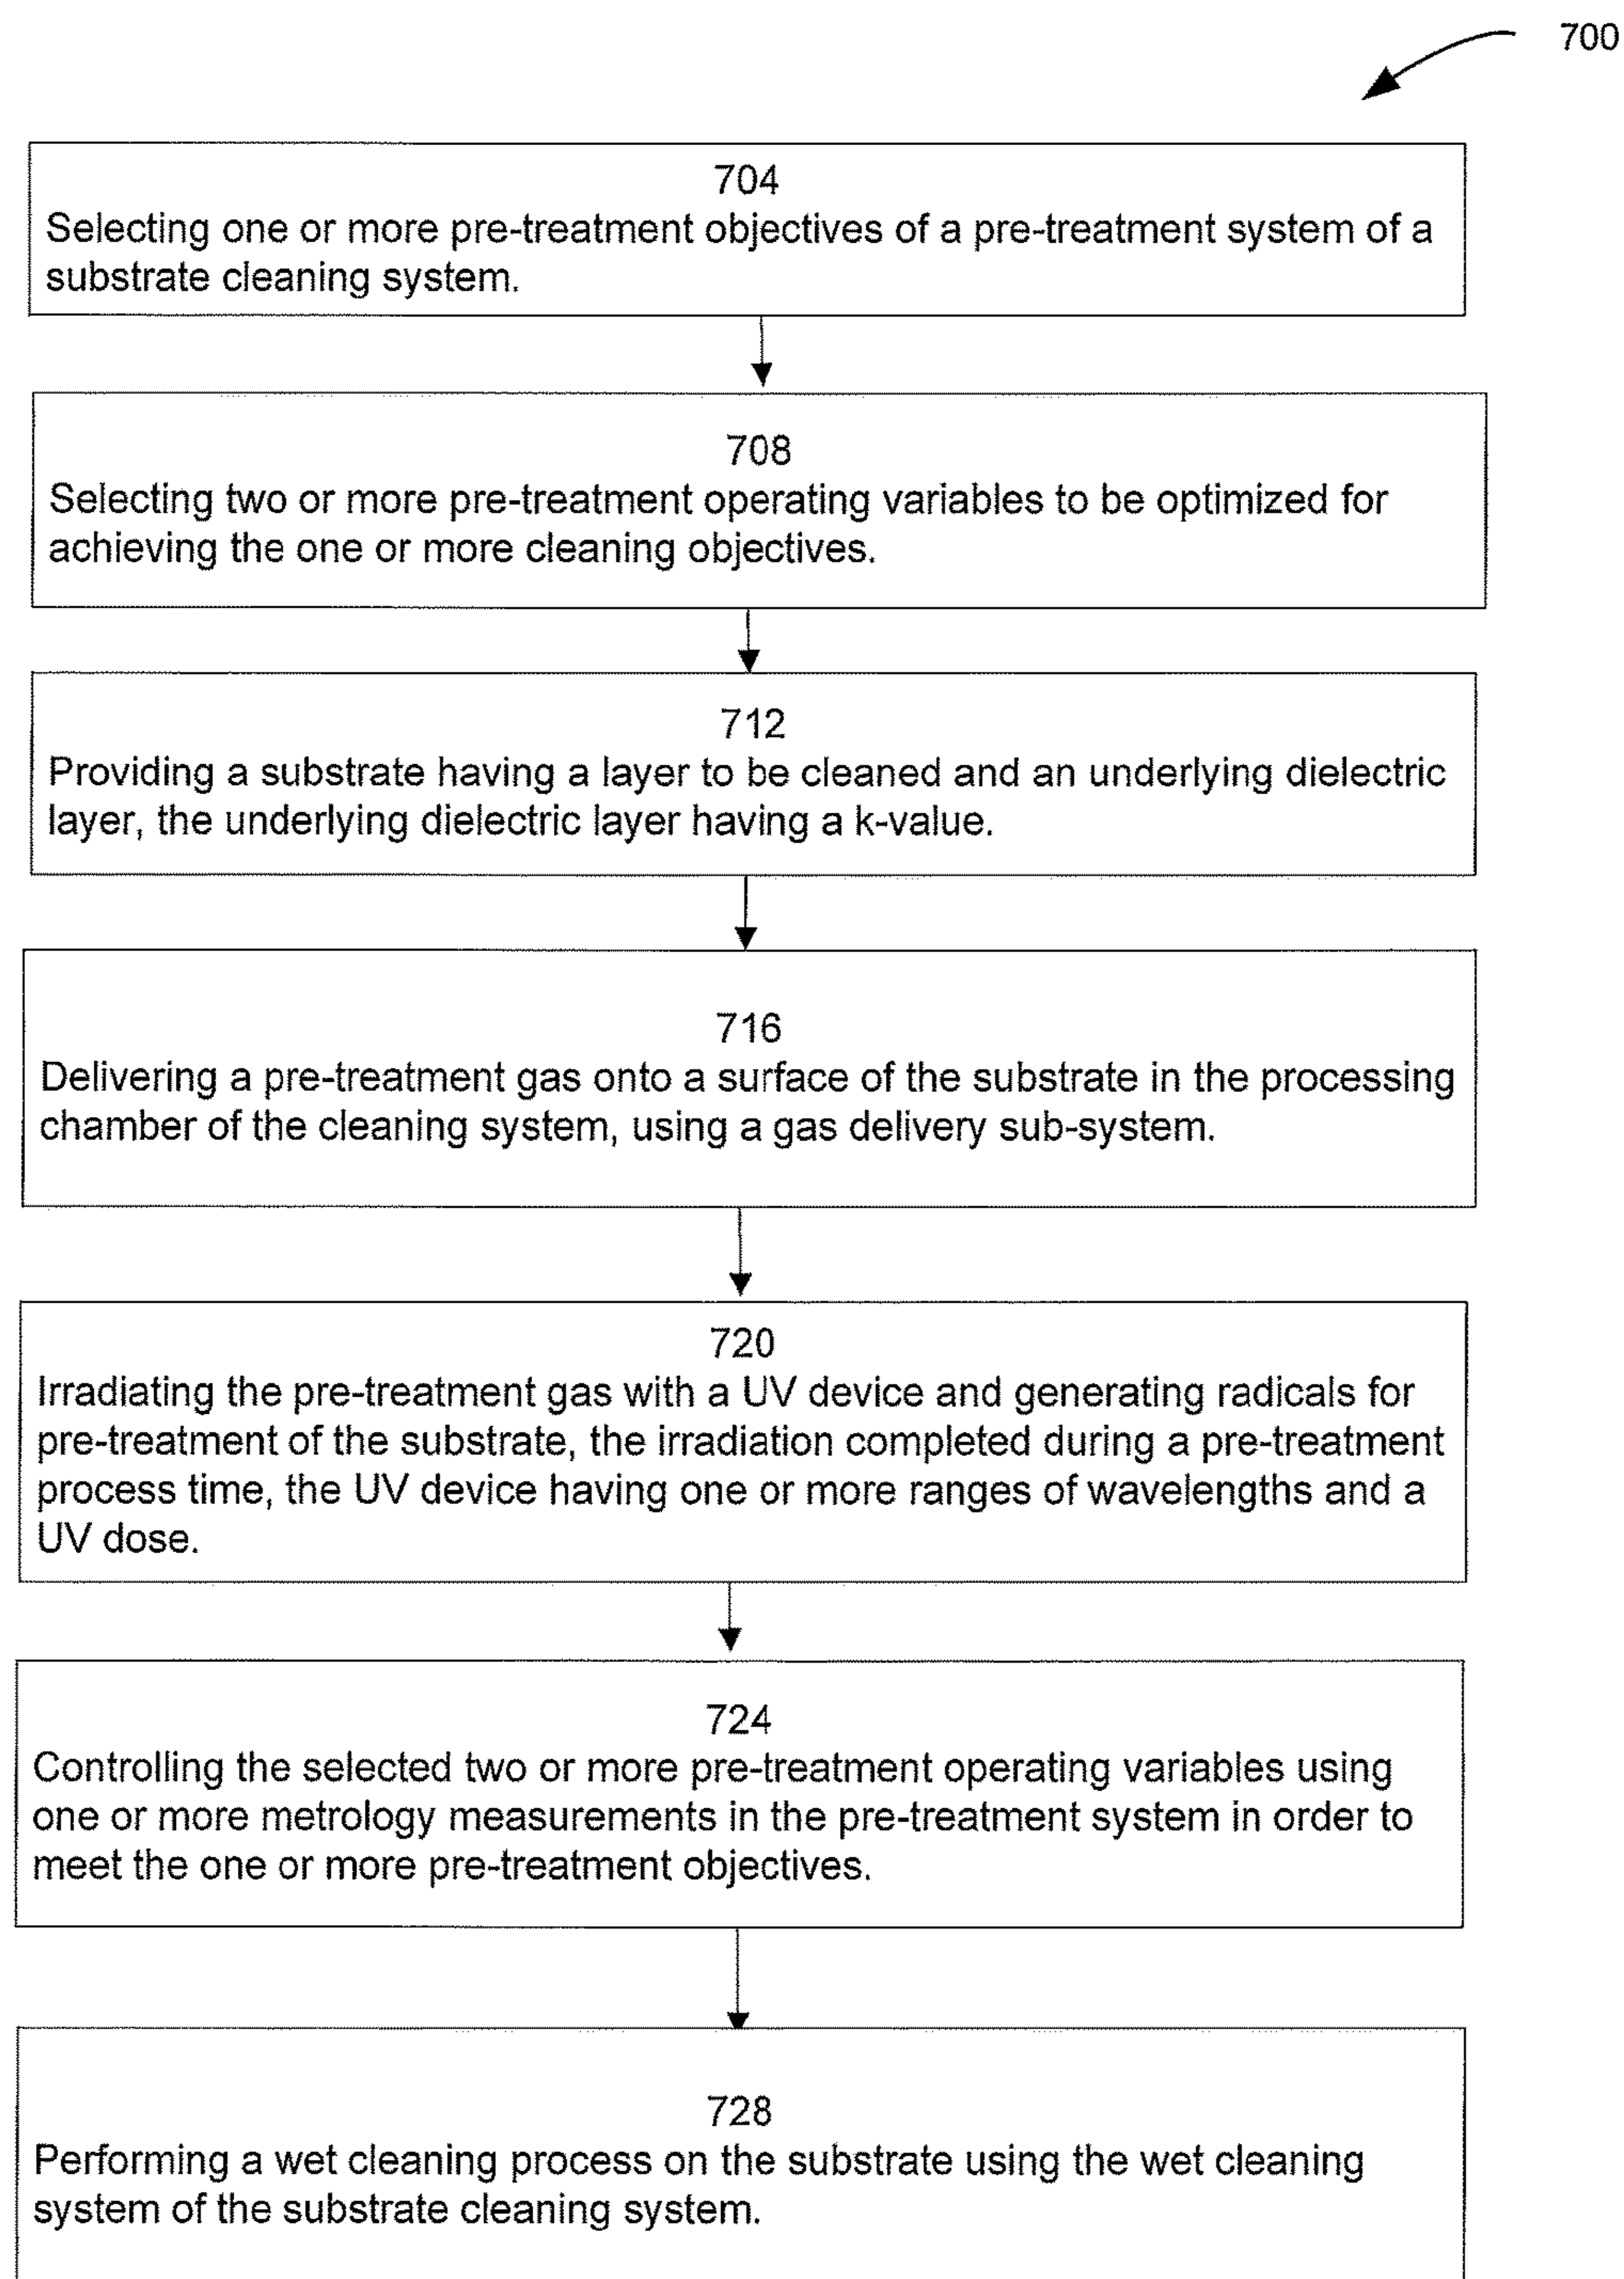 700
704
Selecting one or more pre-treatment objectives of a pre-treatment system of a
substrate cleaning system.
708
Selecting two or more pre-treatment operating variables to be optimized for
achieving the one or more cleaning objectives.
712
Providing a substrate having a layer to be cleaned and an underlying dielectric
layer, the underlying dielectric layer having a k-value.
716
Delivering a pre-treatment gas onto a surface of the substrate in the processing
chamber of the cleaning system, using a gas delivery sub-system.
720
Irradiating the pre-treatment gas with a UV device and generating radicals for
pre-treatment of the substrate, the irradiation completed during a pre-treatment
process time, the UV device having one or more ranges of wavelengths and a
UV dose.
724
Controlling the selected two or more pre-treatment operating variables using
one or more metrology measurements in the pre-treatment system in order to
meet the one or more pre-treatment objectives.
728
Performing a wet cleaning process on the substrate using the wet cleaning
system of the substrate cleaning system.